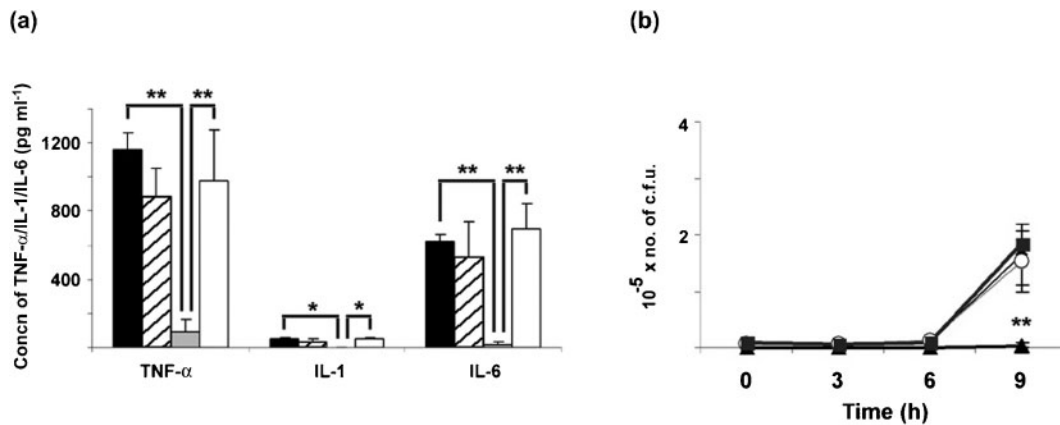 (a)
Concn of TNF-α/IL-1/IL-6 (pg ml-1)
1200
800
400
** **
* *
** **
TNF-α IL-1 IL-6
(b)
10-5 x no. of c.f.u.
4
2
**
0 3 6 9
Time (h)